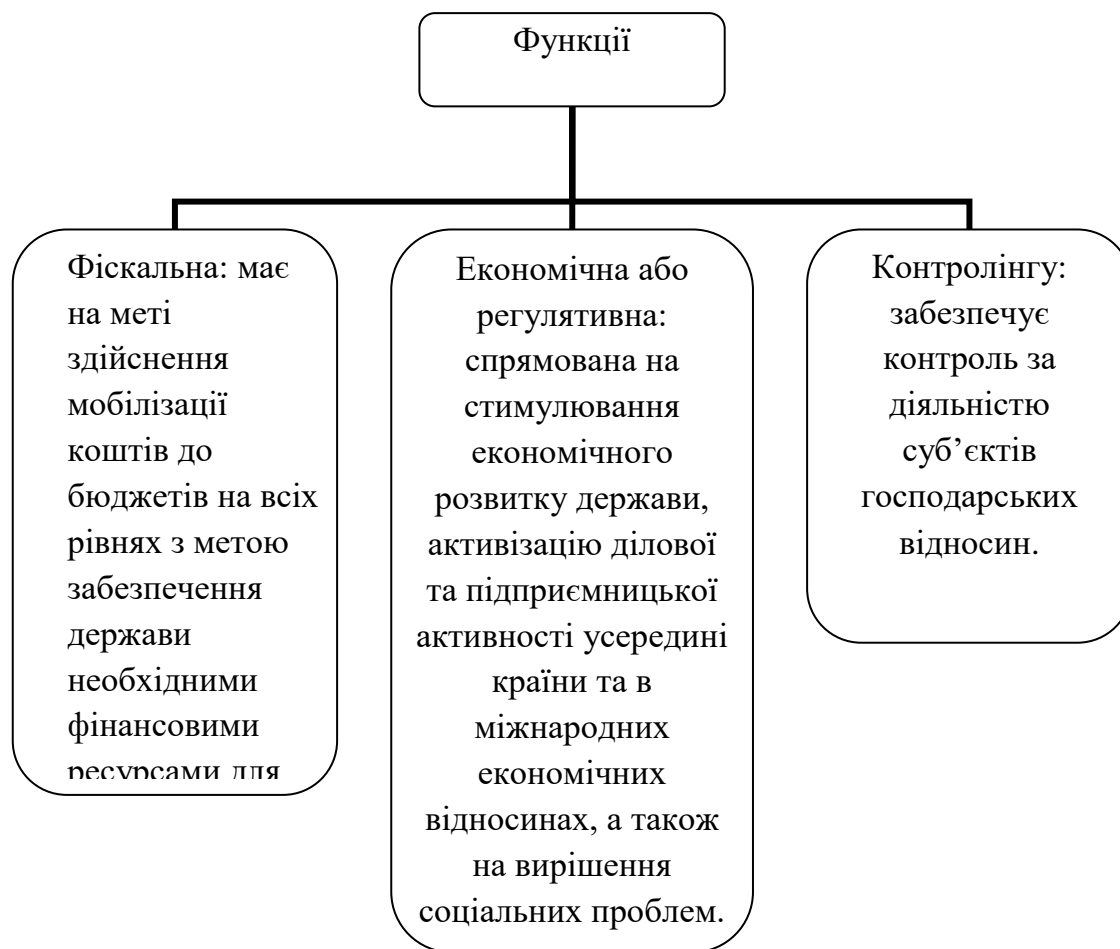 Функції
Фіскальна: має
на меті
здійснення
мобілізації
коштів до
бюджетів на всіх
рівнях з метою
забезпечення
держави
необхідними
фінансовими
ресурсами для
Економічна або
регулятивна:
спрямована на
стимулювання
економічного
розвитку держави,
активізацію ділової
та підприємницької
активності усередині
країни та в
міжнародних
економічних
відносинах, а також
на вирішення
соціальних проблем.
Контролінгу:
забезпечує
контроль за
діяльністю
суб’єктів
господарських
відносин.